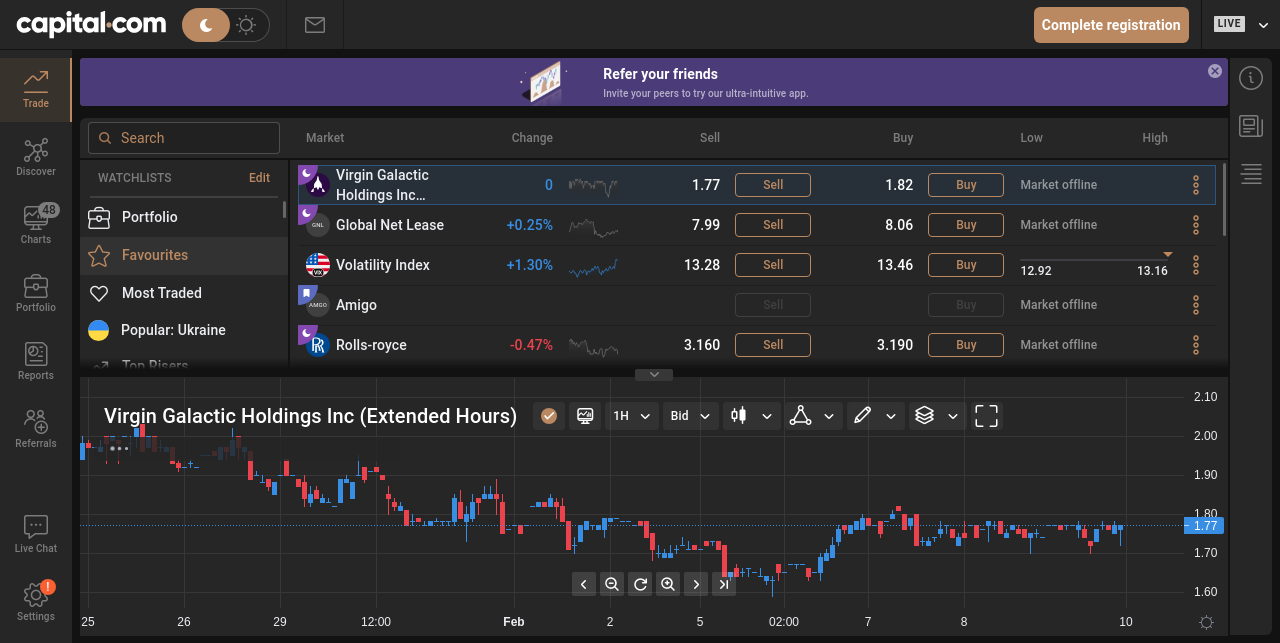 capital.com
Complete registration
LIVE
Refer your friends
Invite your peers to try our ultra-intuitive app.
Trade
Discover
48
Charts
Portfolio
Reports
Referrals
Live Chat
!
Settings
Search
WATCHLISTS
Edit
Portfolio
Favourites
Most Traded
Popular: Ukraine
Top Risers
Market Change Sell Buy Low High
Virgin Galactic
Holdings Inc...
0 1.77 Sell 1.82 Buy Market offline
GNL Global Net Lease +0.25% 7.99 Sell 8.06 Buy Market offline
VIX Volatility Index +1.30% 13.28 Sell 13.46 Buy 12.92 13.16
AMGO Amigo Sell Buy Market offline
Rolls-royce -0.47% 3.160 Sell 3.190 Buy Market offline
Virgin Galactic Holdings Inc (Extended Hours)
1H
Bid
2.10
2.00
1.90
1.80
1.77
1.70
1.60
25 26 29 12:00 Feb 2 5 02:00 7 8 10